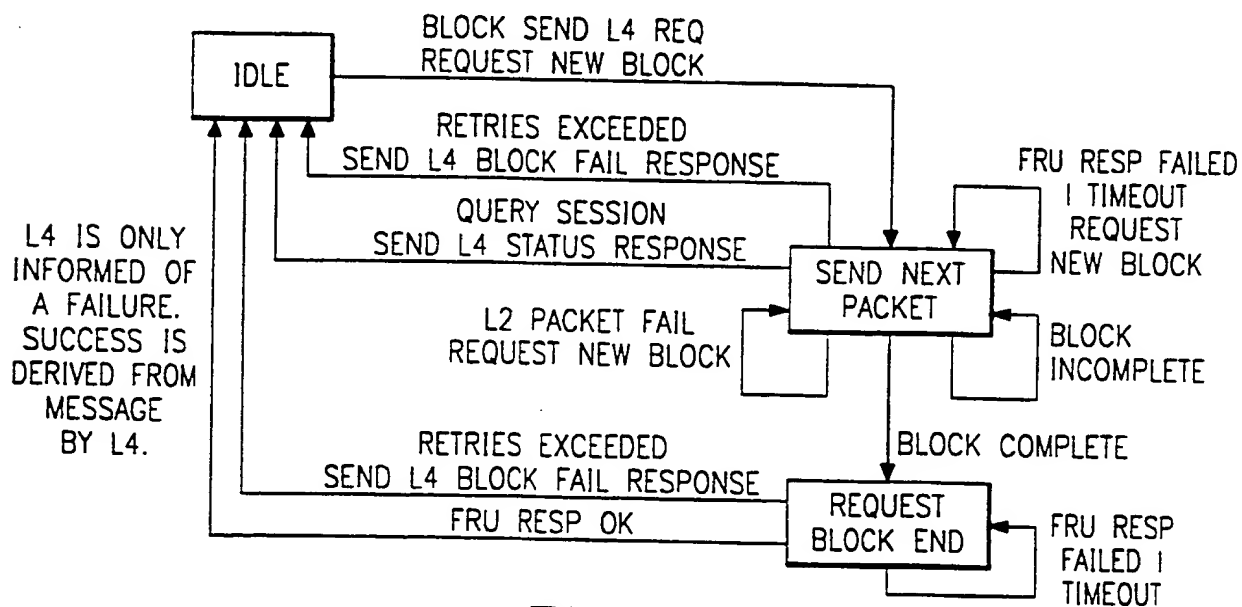 BLOCK SEND L4 REQ
REQUEST NEW BLOCK
IDLE
RETRIES EXCEEDED
SEND L4 BLOCK FAIL RESPONSE
FRU RESP FAILED
I TIMEOUT
REQUEST
NEW BLOCK
QUERY SESSION
SEND L4 STATUS RESPONSE
L4 IS ONLY
INFORMED OF
A FAILURE.
SUCCESS IS
DERIVED FROM
MESSAGE
BY L4.
SEND NEXT
PACKET
L2 PACKET FAIL
REQUEST NEW BLOCK
BLOCK
INCOMPLETE
BLOCK COMPLETE
RETRIES EXCEEDED
SEND L4 BLOCK FAIL RESPONSE
FRU RESP OK
REQUEST
BLOCK END
FRU RESP
FAILED I
TIMEOUT